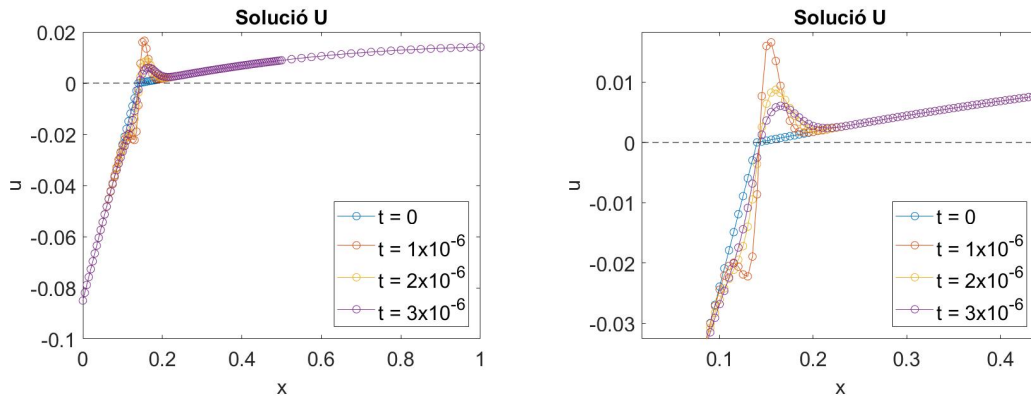 Solució U
0.02
0
-0.02
-0.04
-0.06
-0.08
-0.1
u
0
0.2
0.4
0.6
0.8
1
x
t = 0
t = 1x10-6
t = 2x10-6
t = 3x10-6
Solució U
0.01
0
-0.01
-0.02
-0.03
u
0.1
0.2
0.3
0.4
x
t = 0
t = 1x10-6
t = 2x10-6
t = 3x10-6